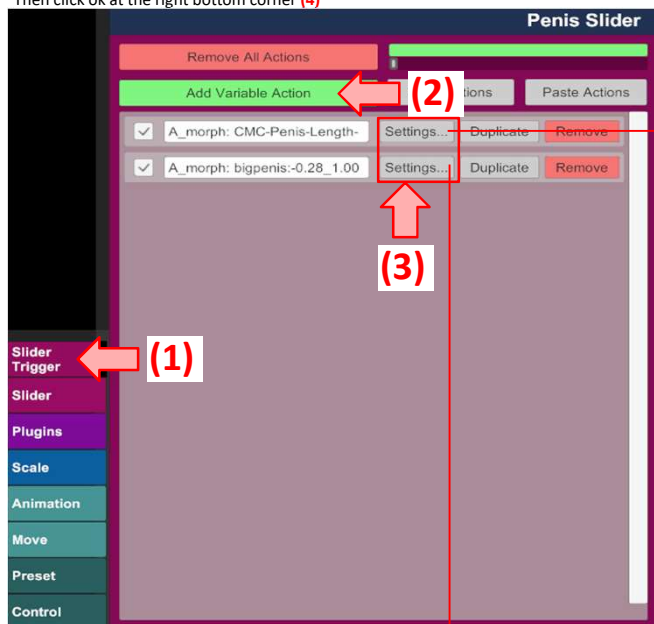 Then click ok at the right bottom corner (4)
Penis Slider
Remove All Actions
Add Variable Action
(2)
Paste Actions
A_morph: CMC-Penis-Length-
Settings...
Duplicate
Remove
A_morph: bigpenis:-0.28_1.00
Settings...
Duplicate
Remove
(3)
Slider
Trigger
(1)
Slider
Plugins
Scale
Animation
Move
Preset
Control